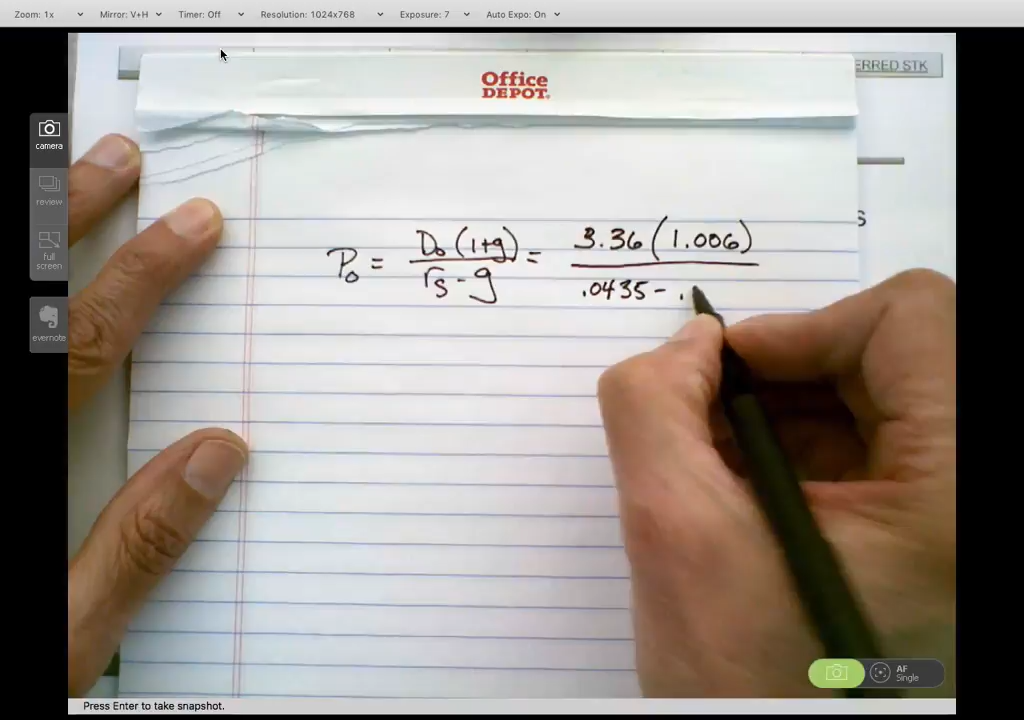 Zoom: 1x Mirror: V+H Timer: Off Resolution: 1024x768 Exposure: 7 Auto Expo: On
Office
DEPOT.
ERRED STK
camera
review
full
screen
evernote
S
P₀ = D₀(1+g) / rs - g = 3.36(1.006) / .0435 - .
AF
Single
Press Enter to take snapshot.